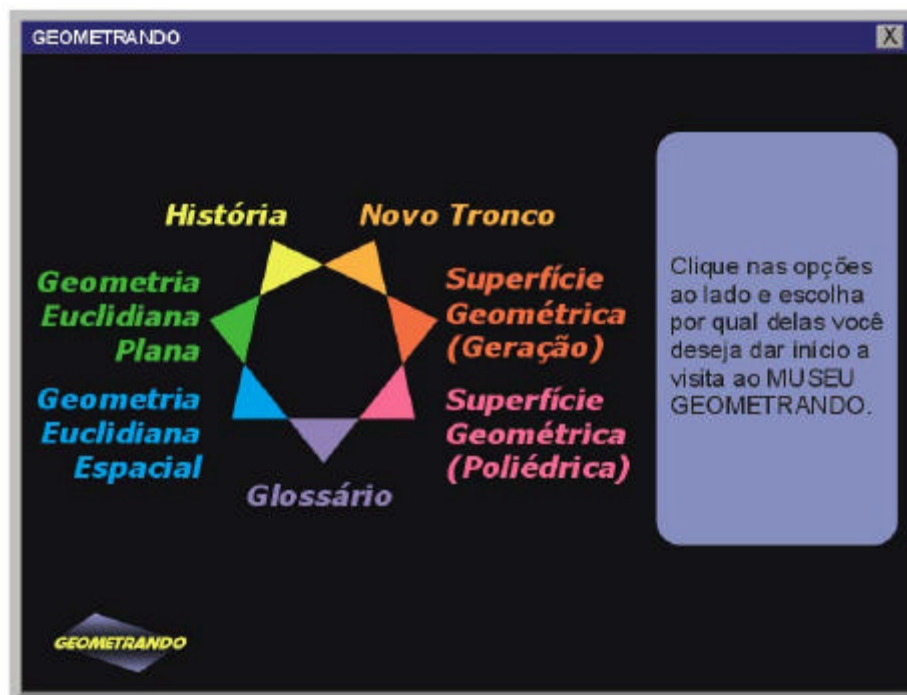 GEOMETRANDO
X
História
Novo Tronco
Geometria
Euclidiana
Plana
Superfície
Geométrica
(Geração)
Geometria
Euclidiana
Espacial
Superfície
Geométrica
(Poliédrica)
Glossário
Clique nas opções
ao lado e escolha
por qual delas você
deseja dar início a
visita ao MUSEU
GEOMETRANDO.
GEOMETRANDO